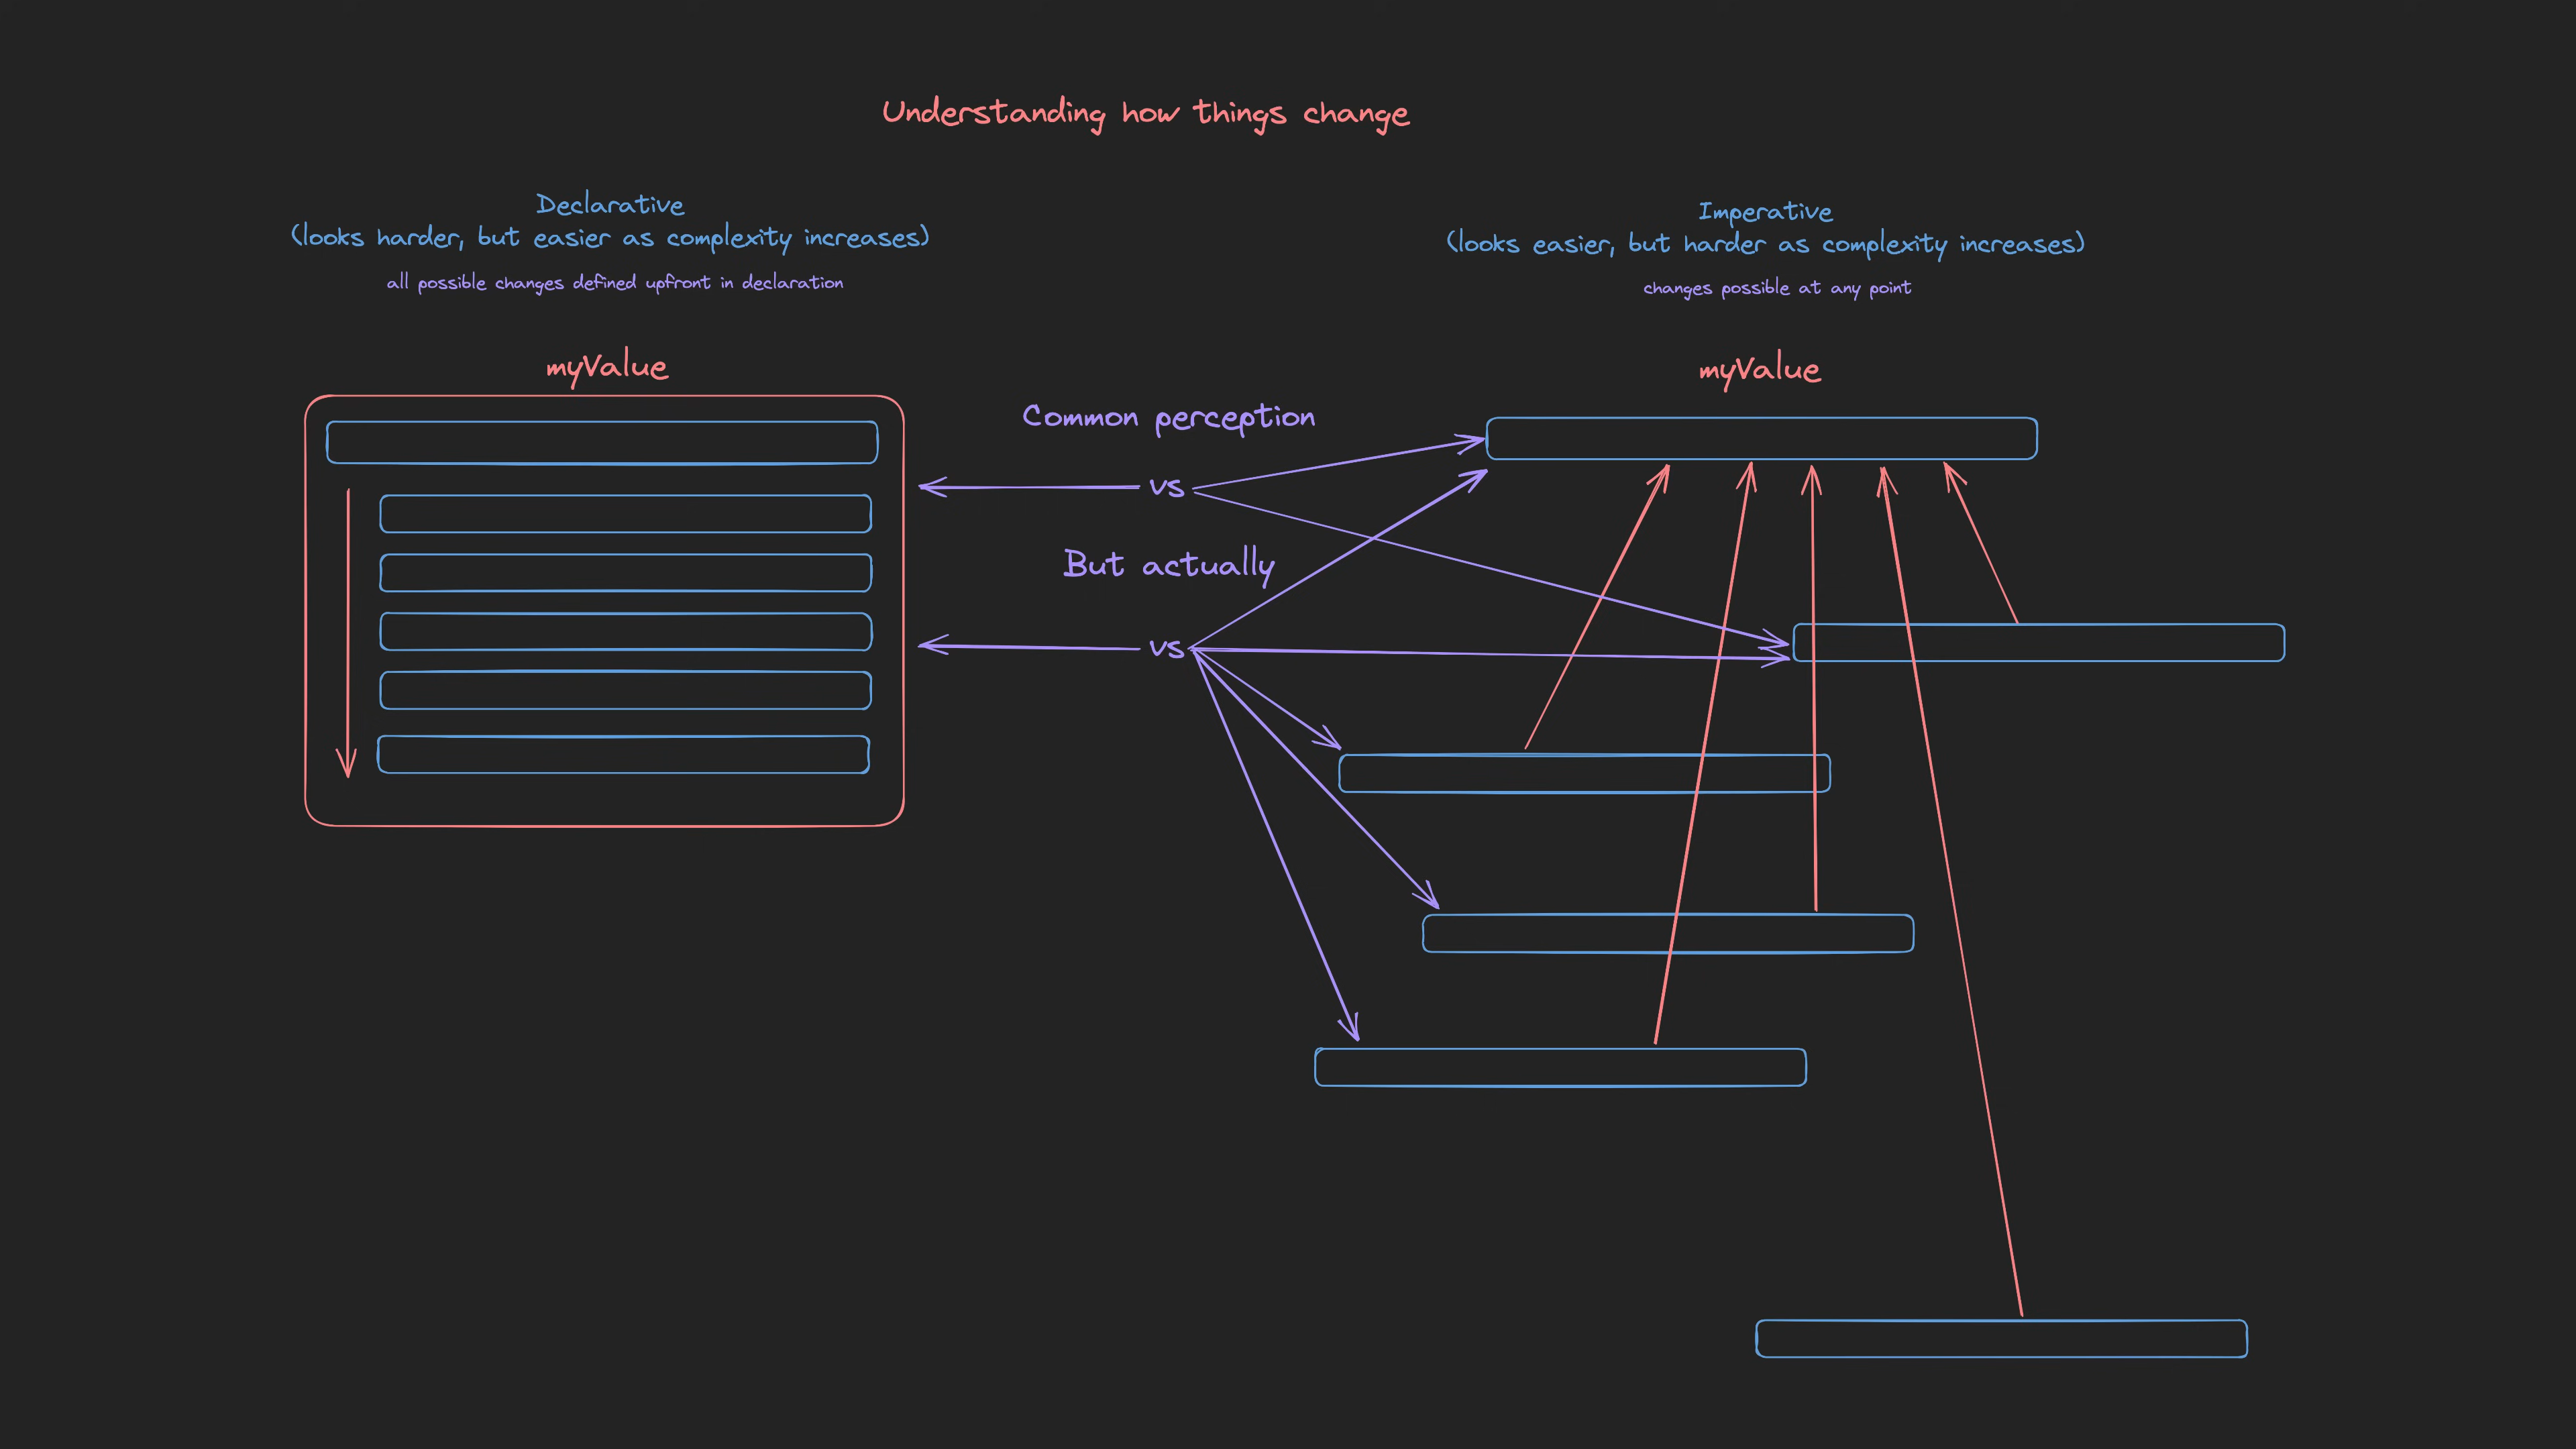 Understanding how things change
Declarative
(looks harder, but easier as complexity increases)
all possible changes defined upfront in declaration
Imperative
(looks easier, but harder as complexity increases)
changes possible at any point
myValue
myValue
Common perception
vs
But actually
vs